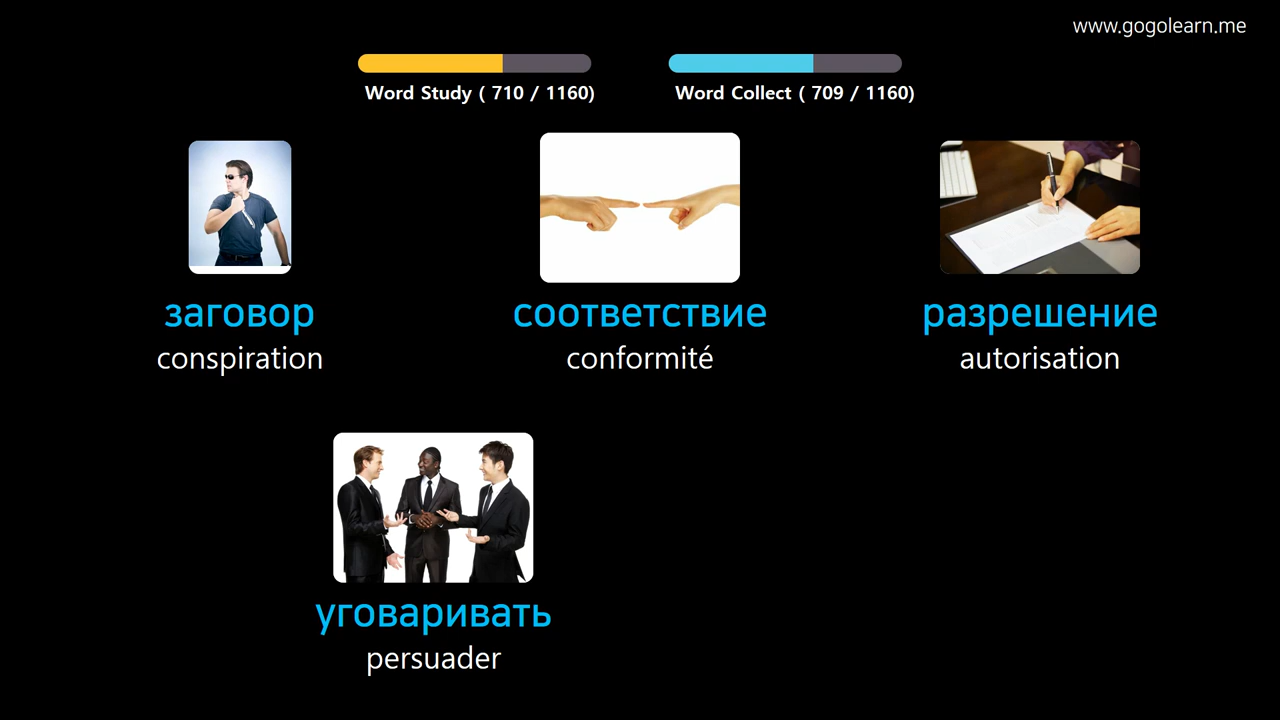 www.gogolearn.me
Word Study ( 710 / 1160)
Word Collect ( 709 / 1160)
заговор
conspiration
соответствие
conformité
разрешение
autorisation
уговаривать
persuader